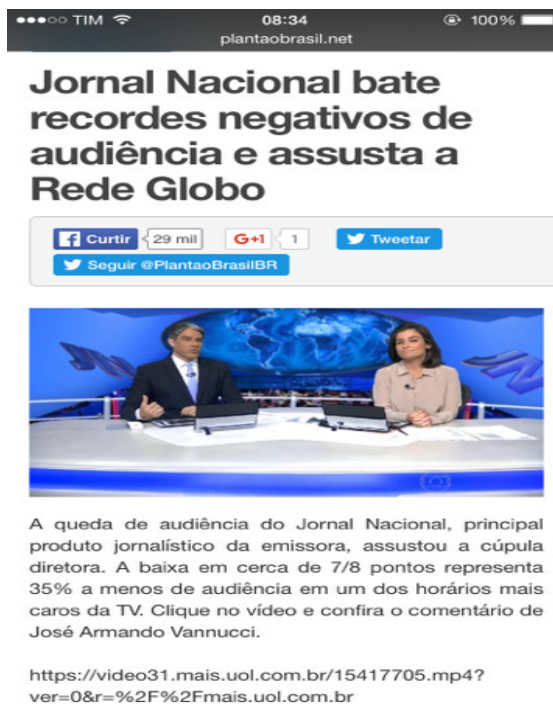 TIM 08:34 100%
plantaobrasil.net
Jornal Nacional bate
recordes negativos de
audiência e assusta a
Rede Globo
Curtir 29 mil G+1 1 Tweetar
Seguir @PlantaoBrasilBR
A queda de audiência do Jornal Nacional, principal
produto jornalístico da emissora, assustou a cúpula
diretora. A baixa em cerca de 7/8 pontos representa
35% a menos de audiência em um dos horários mais
caros da TV. Clique no vídeo e confira o comentário de
José Armando Vannucci.
https://video31.mais.uol.com.br/15417705.mp4?
ver=0&r=%2F%2Fmais.uol.com.br